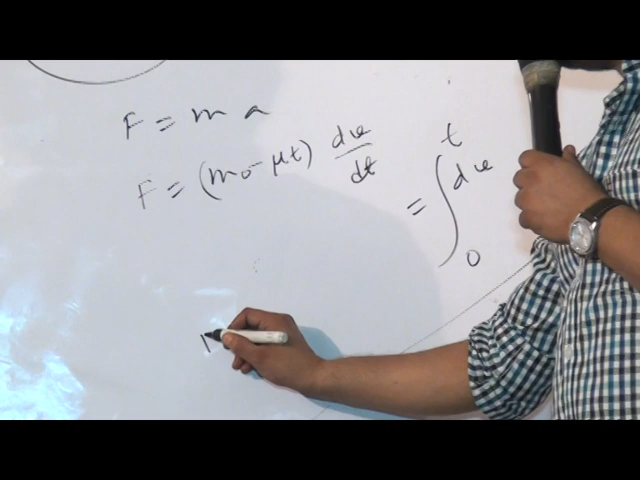 F = m a
F = (m₀ - μt) dv/dt
= ∫₀ᵗ dv